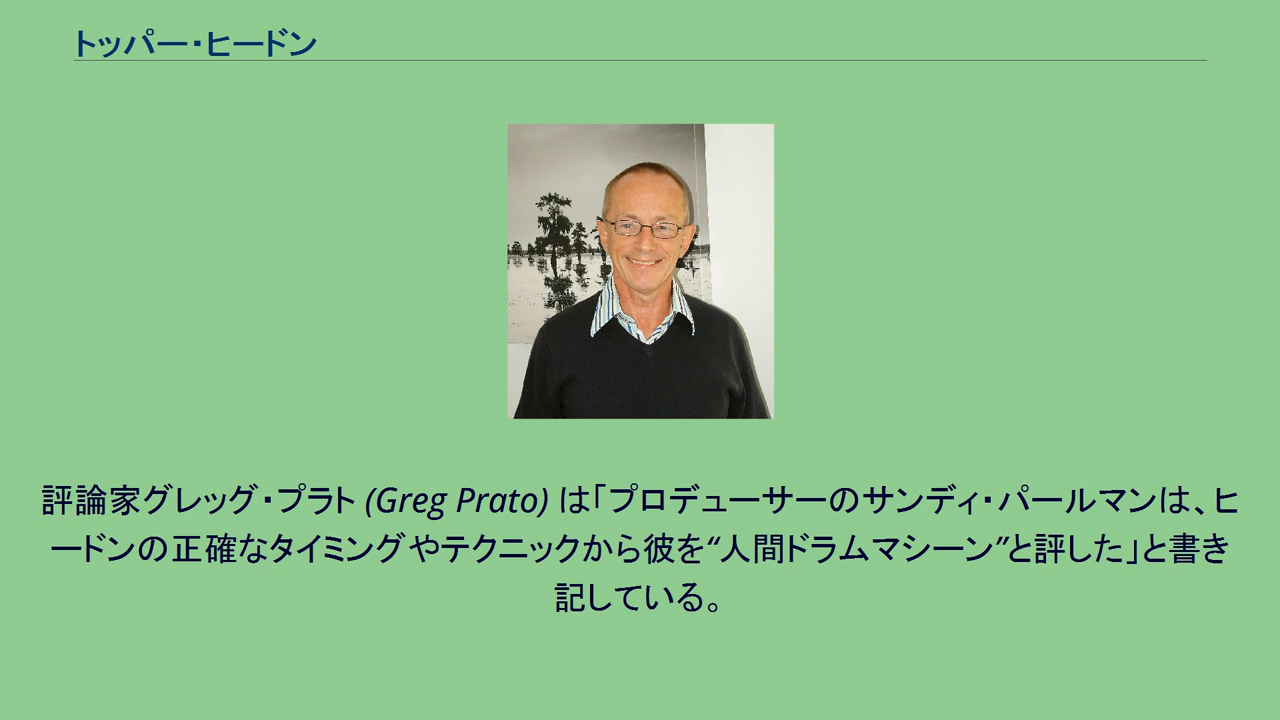 トッパー・ヒードン
評論家グレッグ・プラト (Greg Prato) は「プロデューサーのサンディ・パールマンは、ヒ
ードンの正確なタイミングやテクニックから彼を“人間ドラムマシーン”と評した」と書き
記している。